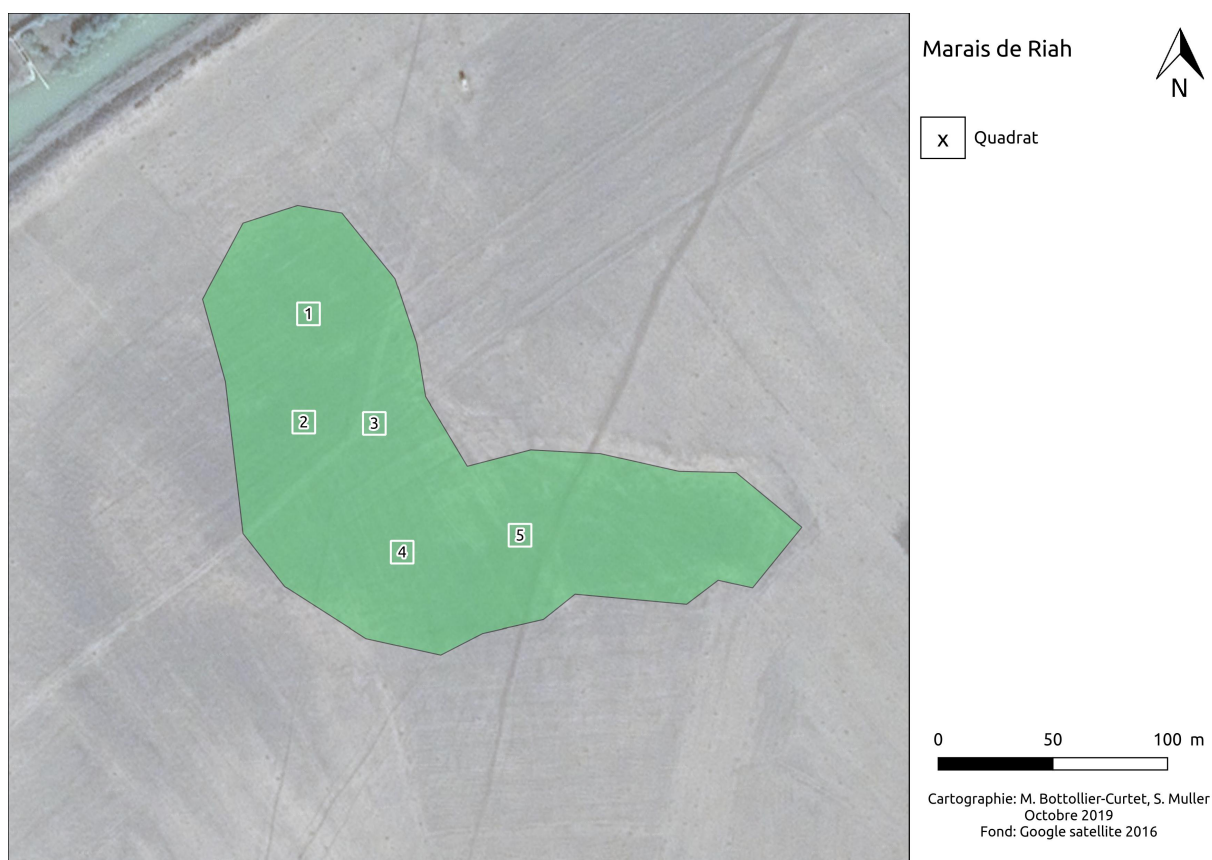 Marais de Riah
N
x Quadrat
1
2 3
4 5
0 50 100 m
Cartographie: M. Bottollier-Curtet, S. Muller
Octobre 2019
Fond: Google satellite 2016